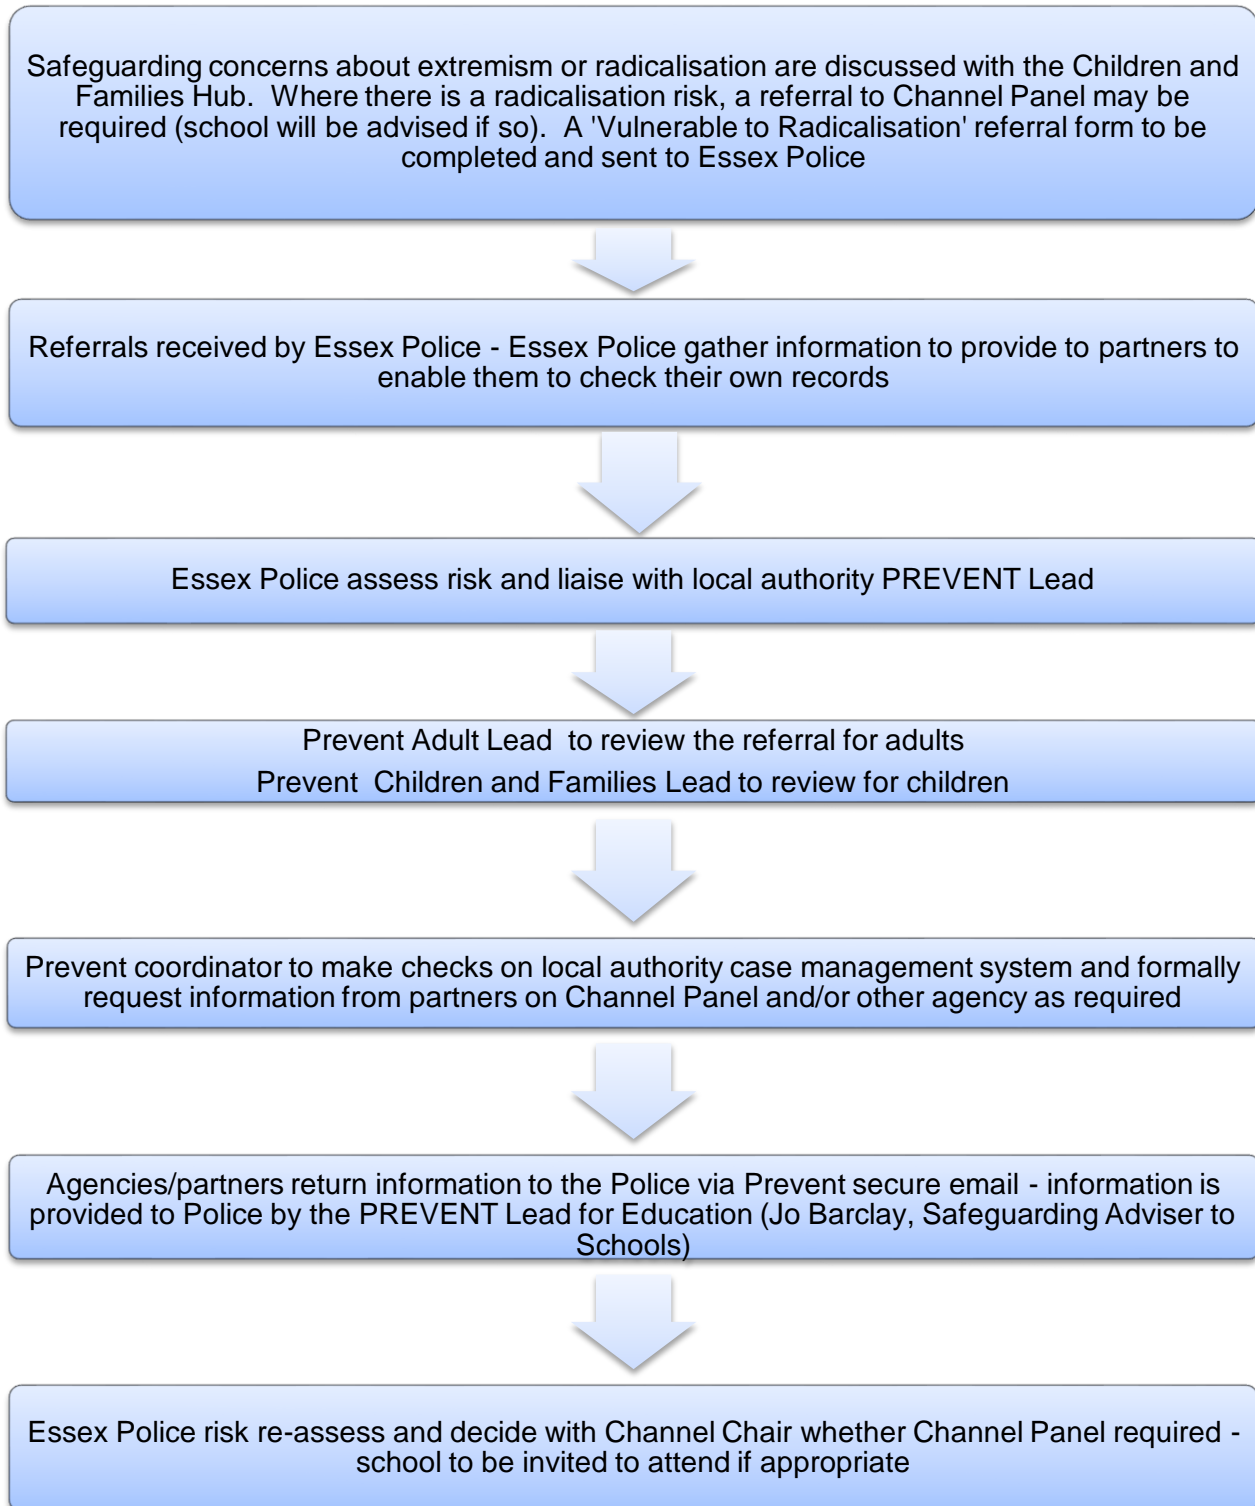 Safeguarding concerns about extremism or radicalisation are discussed with the Children and
Families Hub.  Where there is a radicalisation risk, a referral to Channel Panel may be
required (school will be advised if so).  A 'Vulnerable to Radicalisation' referral form to be
completed and sent to Essex Police
Referrals received by Essex Police - Essex Police gather information to provide to partners to
enable them to check their own records
Essex Police assess risk and liaise with local authority PREVENT Lead
Prevent Adult Lead  to review the referral for adults
Prevent  Children and Families Lead to review for children
Prevent coordinator to make checks on local authority case management system and formally
request information from partners on Channel Panel and/or other agency as required
Agencies/partners return information to the Police via Prevent secure email - information is
provided to Police by the PREVENT Lead for Education (Jo Barclay, Safeguarding Adviser to
Schools)
Essex Police risk re-assess and decide with Channel Chair whether Channel Panel required -
school to be invited to attend if appropriate